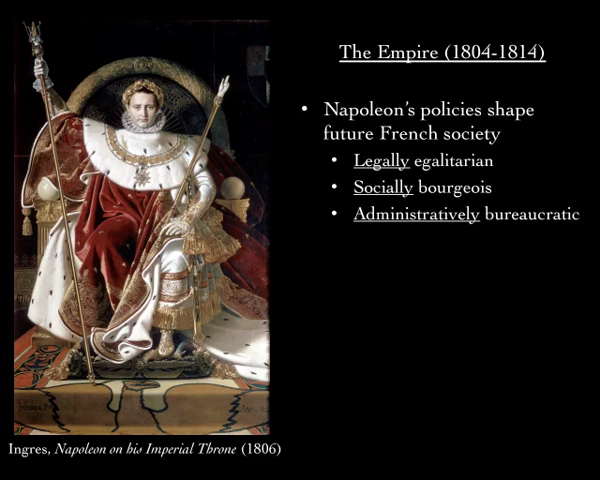 The Empire (1804-1814)
• Napoleon's policies shape
future French society
• Legally egalitarian
• Socially bourgeois
• Administratively bureaucratic
Ingres, Napoleon on his Imperial Throne (1806)